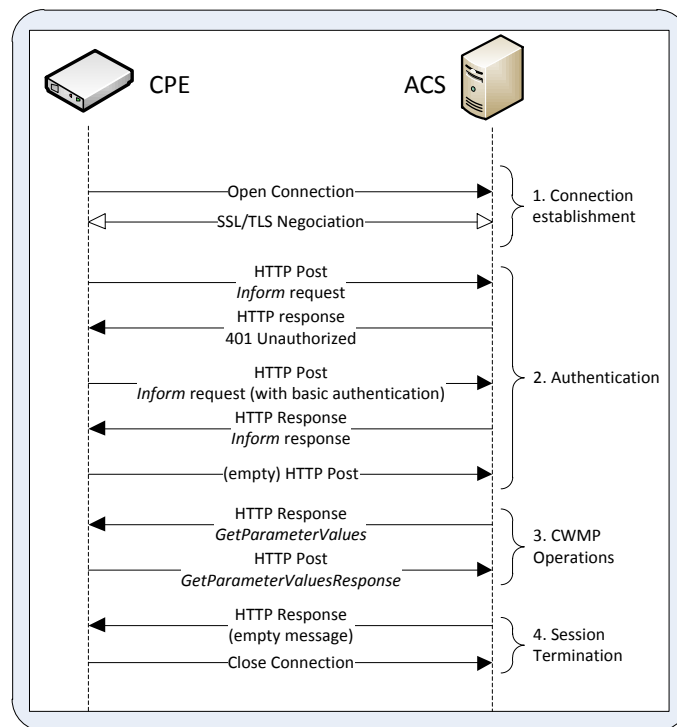 CPE
ACS
Open Connection
SSL/TLS Negociation
1. Connection
establishment
HTTP Post
Inform request
HTTP response
401 Unauthorized
HTTP Post
Inform request (with basic authentication)
HTTP Response
Inform response
(empty) HTTP Post
2. Authentication
HTTP Response
GetParameterValues
HTTP Post
GetParameterValuesResponse
3. CWMP
Operations
HTTP Response
(empty message)
Close Connection
4. Session
Termination